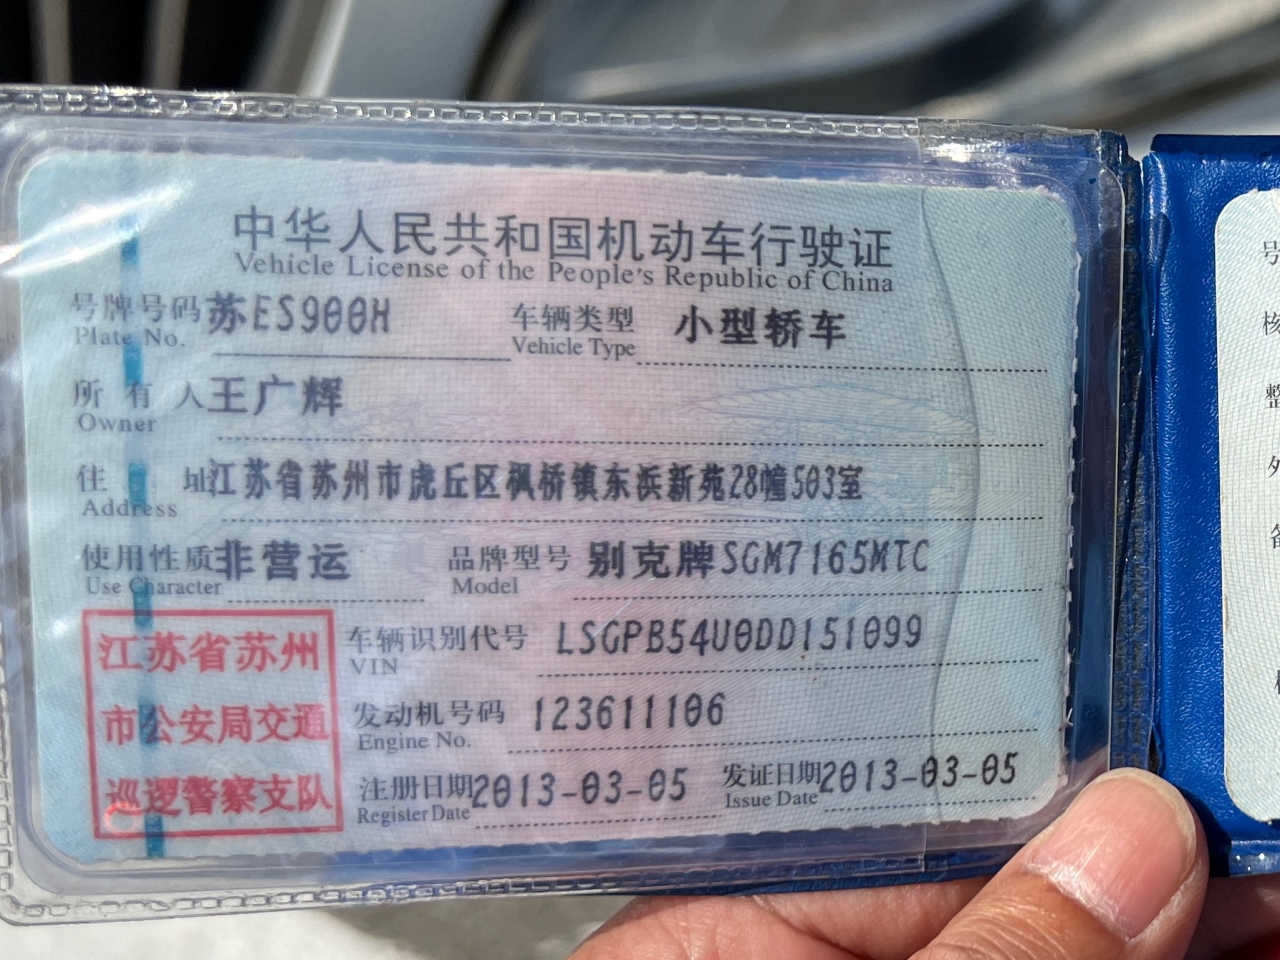 中华人民共和国机动车行驶证
Vehicle License of the People's Republic of China
号牌号码 苏ES900H 车辆类型 小型轿车
Plate No. Vehicle Type
所有人 王广辉
Owner
住址 江苏省苏州市虎丘区枫桥镇东浜新苑28幢503室
Address
使用性质 非营运 品牌型号 别克牌SGM7165MTC
Use Character Model
江苏省苏州
市公安局交通
巡逻警察支队
车辆识别代号 LSGPB54U0DD151099
VIN
发动机号码 123611106
Engine No.
注册日期 2013-03-05 发证日期 2013-03-05
Register Date Issue Date
号
核
整
外
备